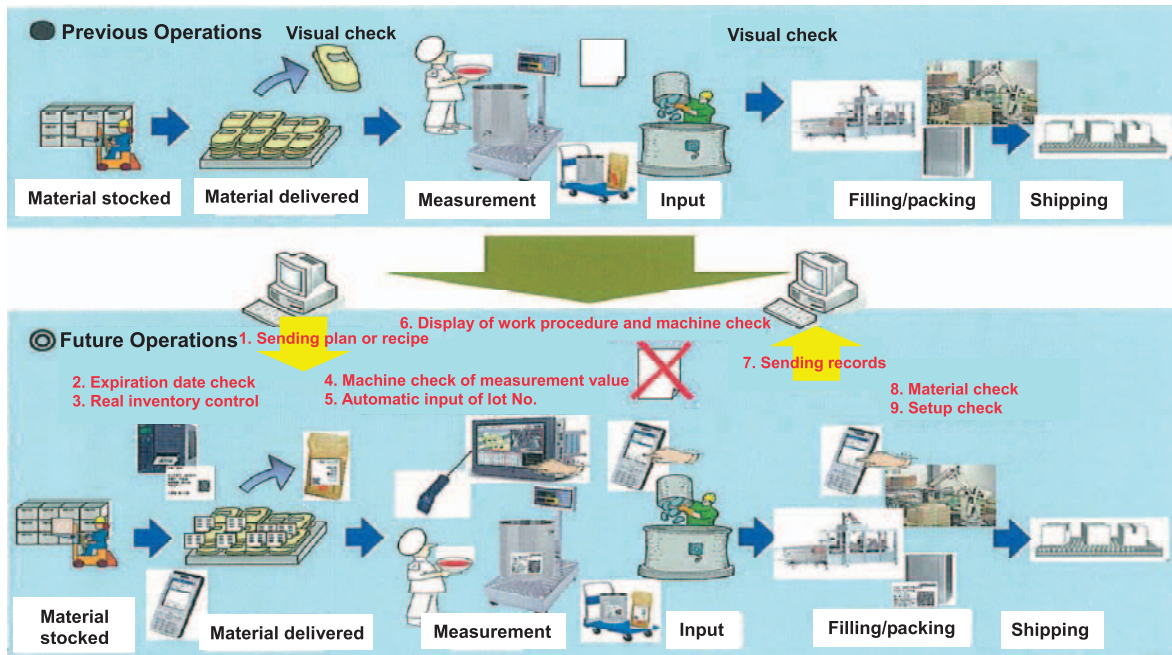 Previous Operations
Visual check
Visual check
Material stocked
Material delivered
Measurement
Input
Filling/packing
Shipping
Future Operations
1. Sending plan or recipe
6. Display of work procedure and machine check
7. Sending records
2. Expiration date check
3. Real inventory control
4. Machine check of measurement value
5. Automatic input of lot No.
8. Material check
9. Setup check
Material
stocked
Material delivered
Measurement
Input
Filling/packing
Shipping